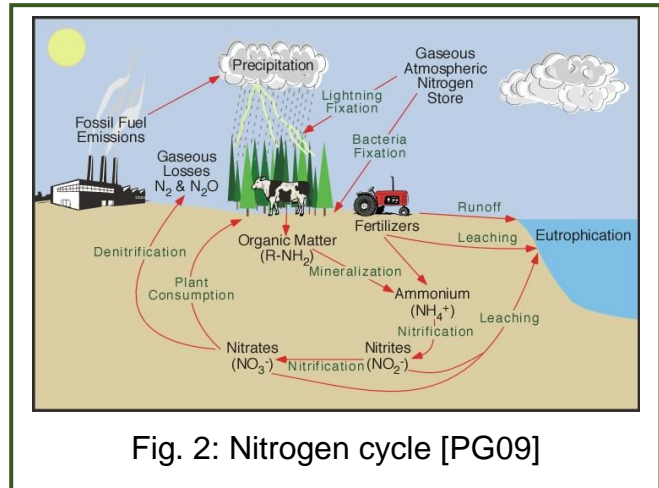 Precipitation
Gaseous
Atmospheric
Nitrogen
Store
Lightning
Fixation
Fossil Fuel
Emissions
Bacteria
Fixation
Gaseous
Losses
N₂ & N₂O
Fertilizers
Runoff
Organic Matter
(R-NH₂)
Leaching
Eutrophication
Denitrification
Mineralization
Plant
Consumption
Ammonium
(NH₄⁺)
Leaching
Nitrification
Nitrates
(NO₃⁻)
Nitrification
Nitrites
(NO₂⁻)
Fig. 2: Nitrogen cycle [PG09]